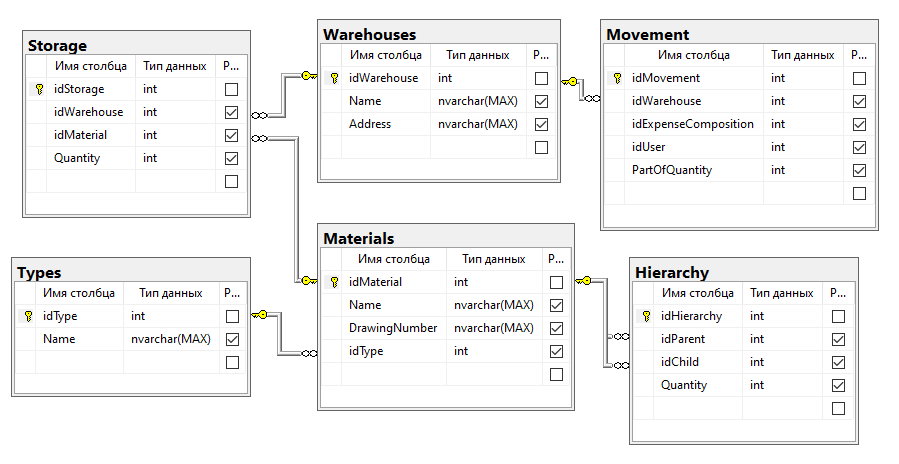 Storage
Имя столбца Тип данных Р...
idStorage int
idWarehouse int
idMaterial int
Quantity int
Warehouses
Имя столбца Тип данных Р...
idWarehouse int
Name nvarchar(MAX)
Address nvarchar(MAX)
Movement
Имя столбца Тип данных Р...
idMovement int
idWarehouse int
idExpenseComposition int
idUser int
PartOfQuantity int
Types
Имя столбца Тип данных Р...
idType int
Name nvarchar(MAX)
Materials
Имя столбца Тип данных Р...
idMaterial int
Name nvarchar(MAX)
DrawingNumber nvarchar(MAX)
idType int
Hierarchy
Имя столбца Тип данных Р...
idHierarchy int
idParent int
idChild int
Quantity int